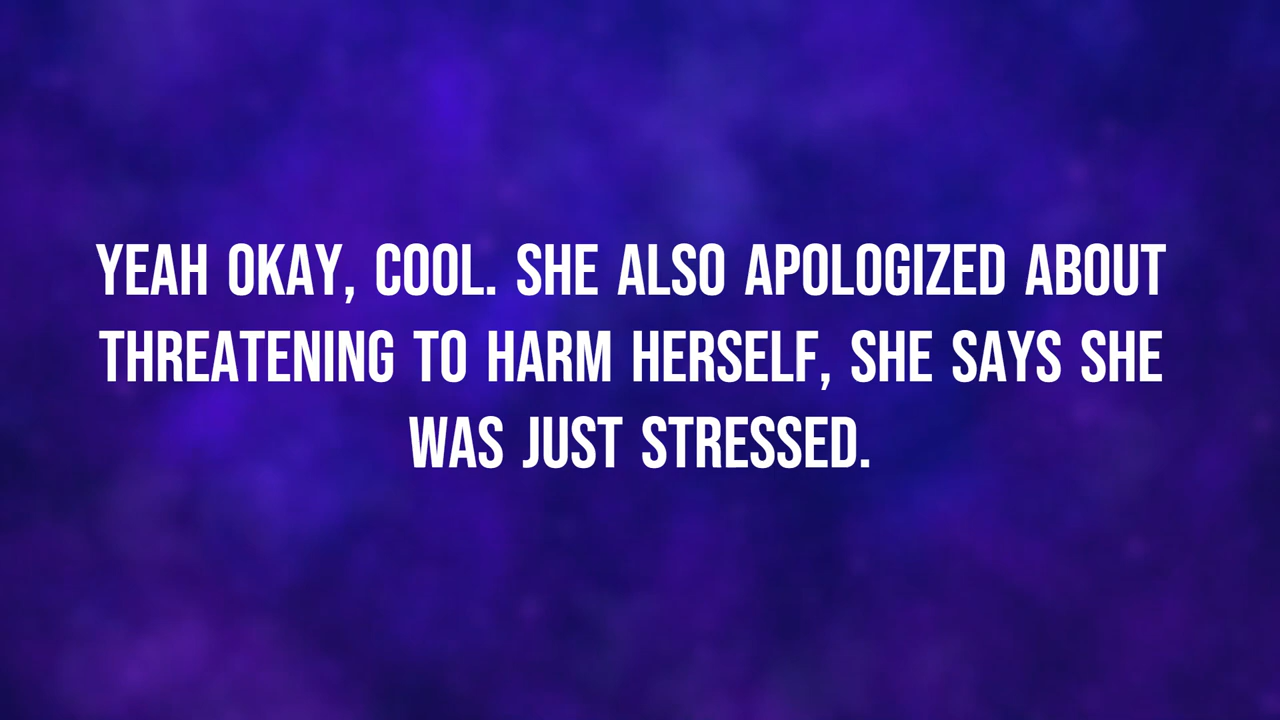 YEAH OKAY, COOL. SHE ALSO APOLOGIZED ABOUT
THREATENING TO HARM HERSELF, SHE SAYS SHE
WAS JUST STRESSED.